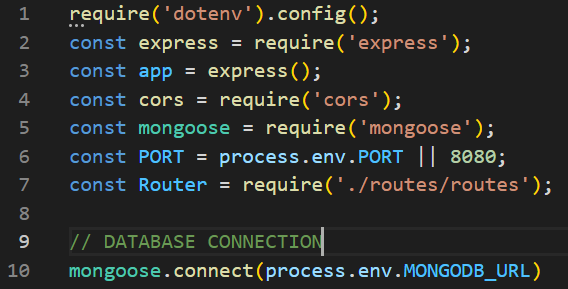 1 require('dotenv').config();
2 const express = require('express');
3 const app = express();
4 const cors = require('cors');
5 const mongoose = require('mongoose');
6 const PORT = process.env.PORT || 8080;
7 const Router = require('./routes/routes');
8
9 // DATABASE CONNECTION
10 mongoose.connect(process.env.MONGODB_URL)